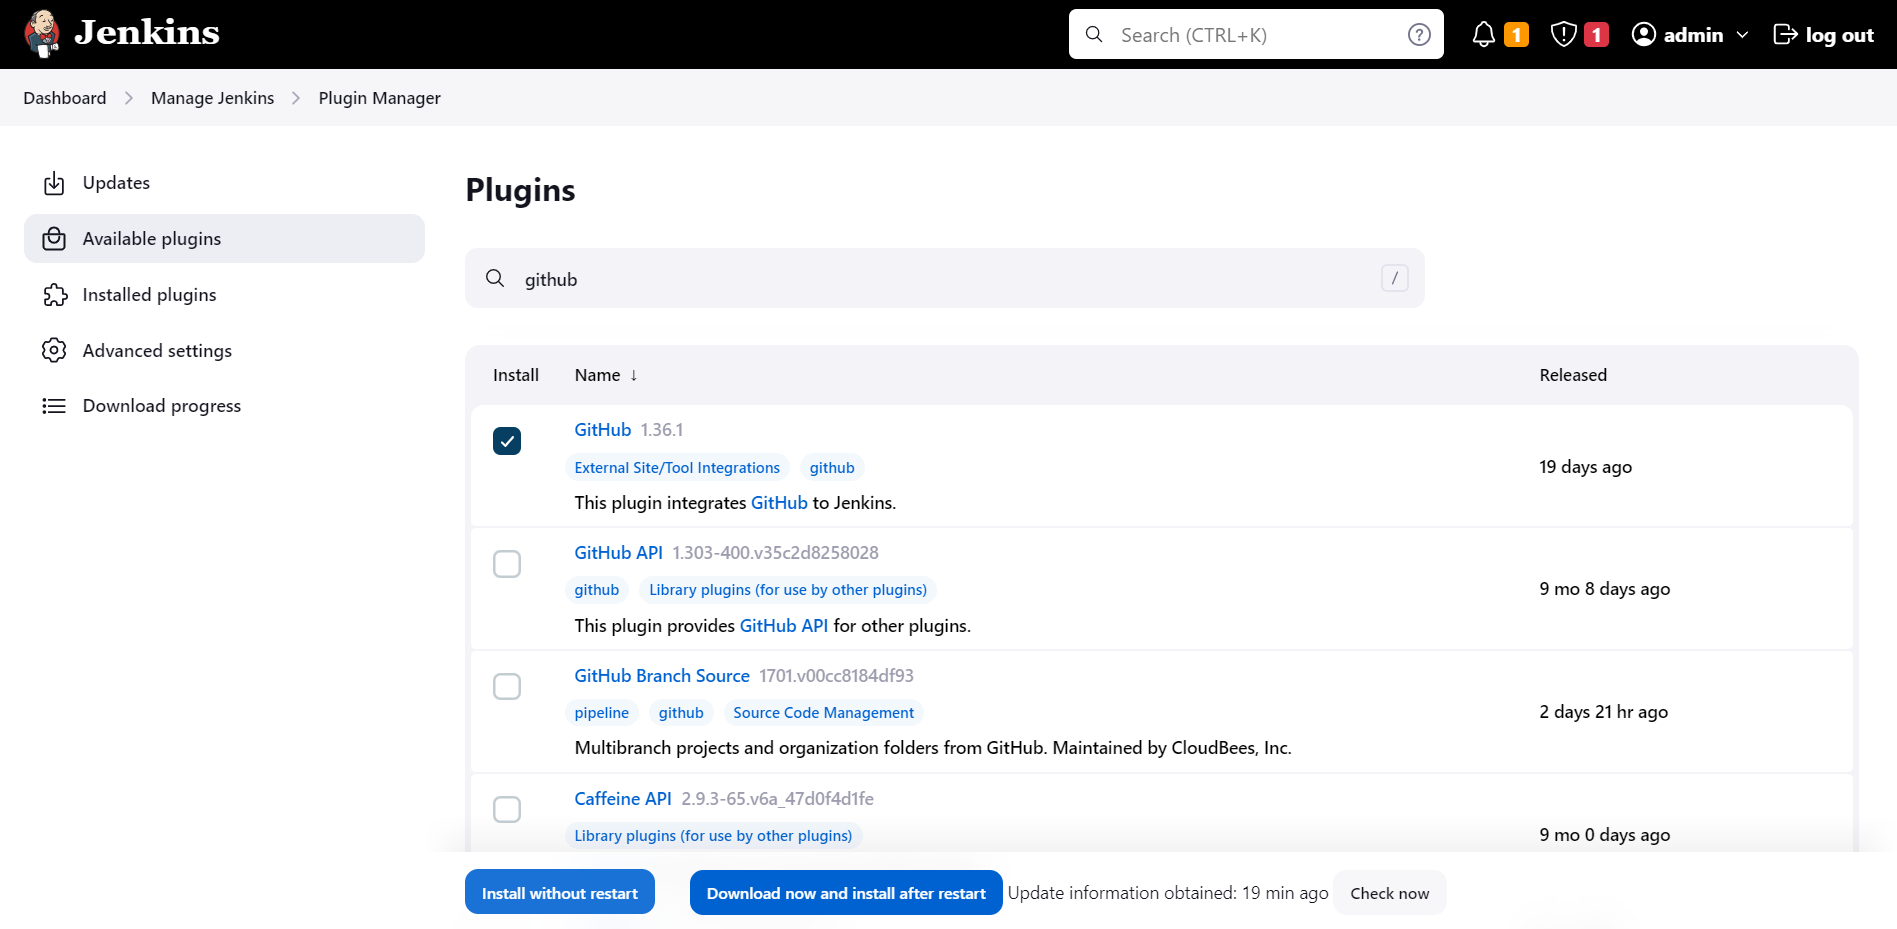 Jenkins
Search (CTRL+K) ?
1
1
admin
log out
Dashboard > Manage Jenkins > Plugin Manager
Updates
Available plugins
Installed plugins
Advanced settings
Download progress
Plugins
github /
Install Name ↓ Released
GitHub 1.36.1
External Site/Tool Integrations github
19 days ago
This plugin integrates GitHub to Jenkins.
GitHub API 1.303-400.v35c2d8258028
github Library plugins (for use by other plugins)
9 mo 8 days ago
This plugin provides GitHub API for other plugins.
GitHub Branch Source 1701.v00cc8184df93
pipeline github Source Code Management
2 days 21 hr ago
Multibranch projects and organization folders from GitHub. Maintained by CloudBees, Inc.
Caffeine API 2.9.3-65.v6a_47d0f4d1fe
Library plugins (for use by other plugins)
9 mo 0 days ago
Install without restart Download now and install after restart Update information obtained: 19 min ago Check now